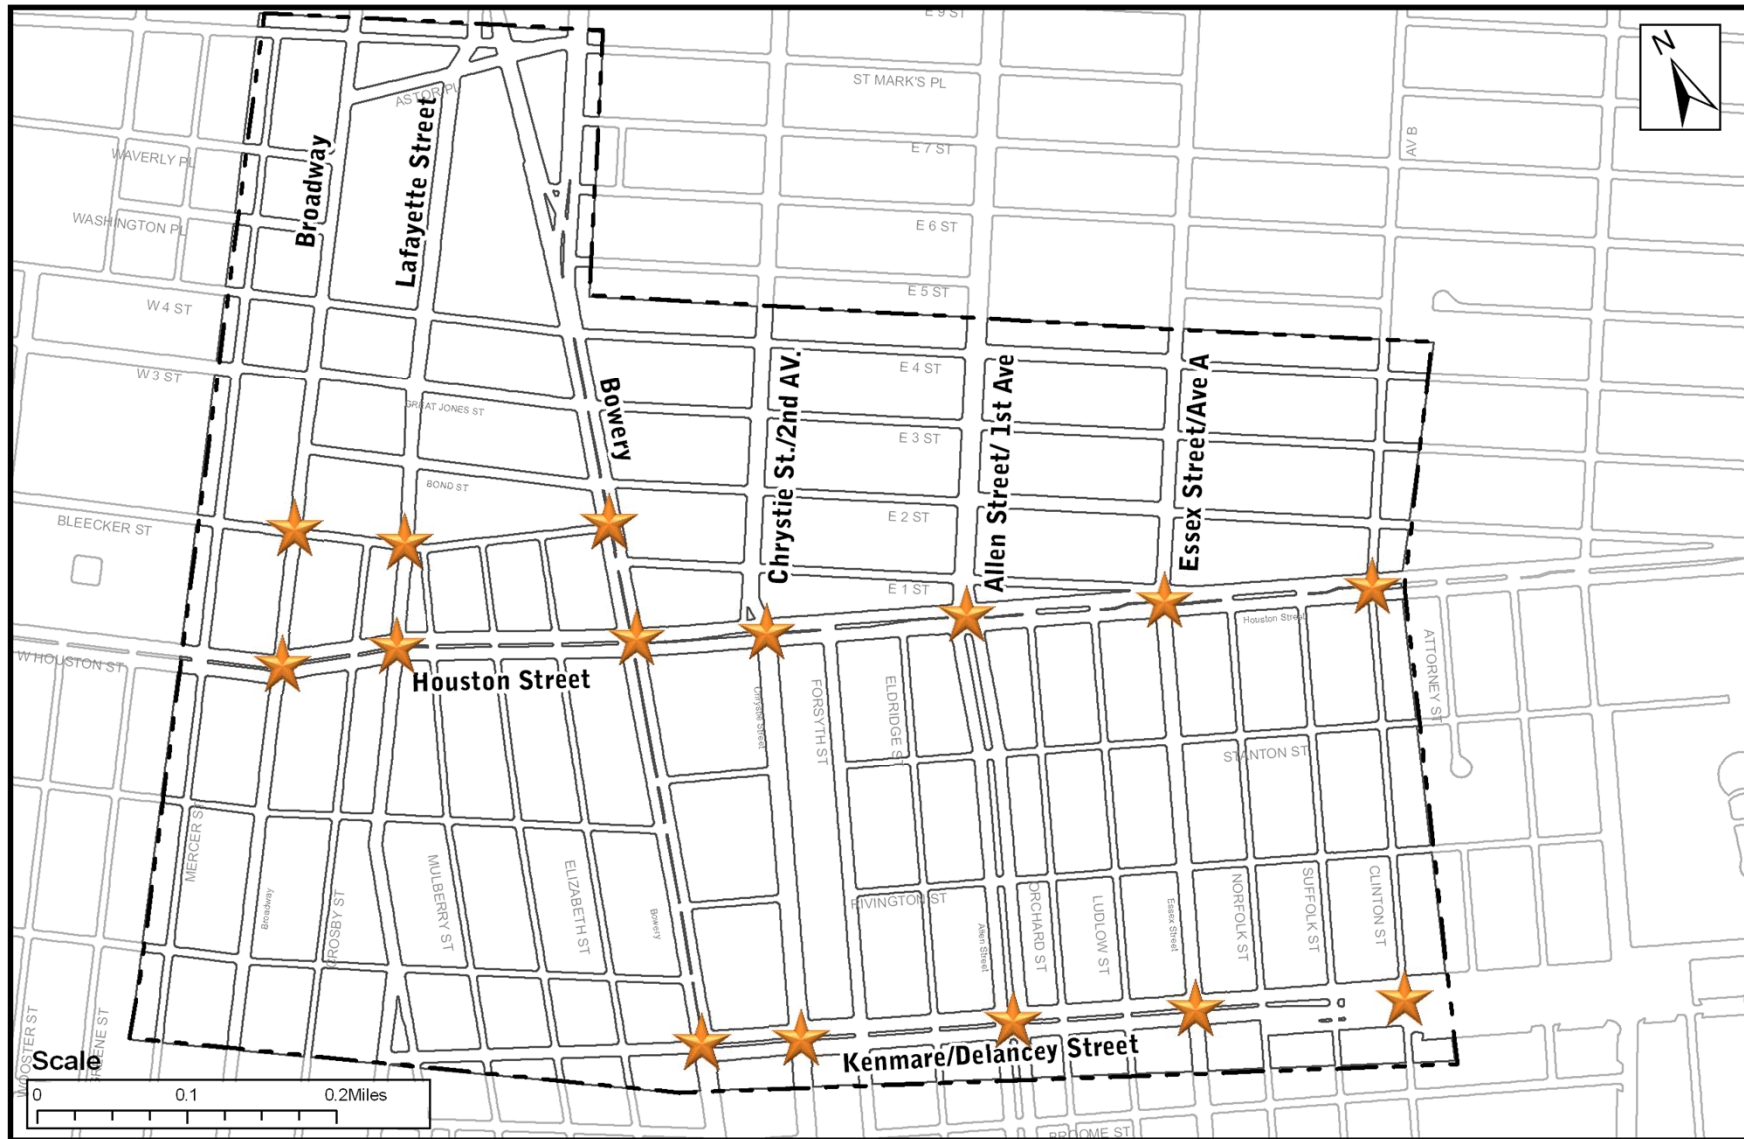 E 9 ST
N
ST MARK'S PL
ASTOR PL
AV B
E 7 ST
WAVERLY PL
Broadway
Lafayette Street
WASHINGTON PL
E 6 ST
E 5 ST
W 4 ST
E 4 ST
W 3 ST
GREAT JONES ST
Bowery
Chrystie St./2nd AV.
Allen Street/ 1st Ave
Essex Street/Ave A
E 3 ST
BOND ST
E 2 ST
BLEECKER ST
E 1 ST
Houston Street
W HOUSTON ST
Houston Street
ATTORNEY ST
Chrystie Street
FORSYTH ST
ELDRIDGE ST
STANTON ST
MERCER ST
Broadway
CROSBY ST
MULBERRY ST
ELIZABETH ST
Bowery
RIVINGTON ST
Allen Street
ORCHARD ST
LUDLOW ST
Essex Street
NORFOLK ST
SUFFOLK ST
CLINTON ST
WOOSTER ST
GREENE ST
Kenmare/Delancey Street
Scale
0 0.1 0.2Miles
BROOME ST